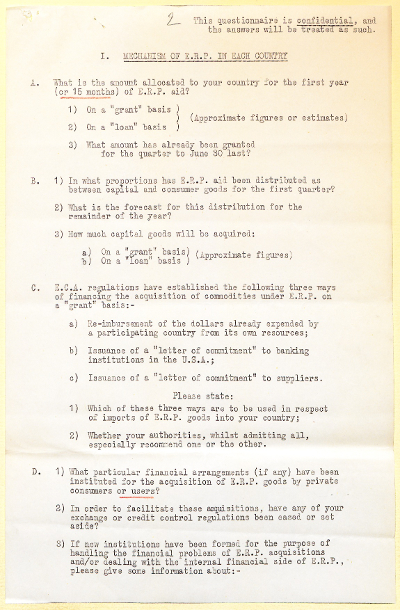 2
This questionnaire is confidential, and
the answers will be treated as such.
I. MECHANISM OF E.R.P. IN EACH COUNTRY
A. What is the amount allocated to your country for the first year
(or 15 months) of E.R.P. aid?
1) On a "grant" basis )
) (Approximate figures or estimates)
2) On a "loan" basis )
3) What amount has already been granted
for the quarter to June 30 last?
B. 1) In what proportions has E.R.P. aid been distributed as
between capital and consumer goods for the first quarter?
2) What is the forecast for this distribution for the
remainder of the year?
3) How much capital goods will be acquired:
a) On a "grant" basis) (Approximate figures)
b) On a "loan" basis )
C. E.C.A. regulations have established the following three ways
of financing the acquisition of commodities under E.R.P. on
a "grant" basis:-
a) Re-imbursement of the dollars already expended by
a participating country from its own resources;
b) Issuance of a "letter of commitment" to banking
institutions in the U.S.A.;
c) Issuance of a "letter of commitment" to suppliers.
Please state:
1) Which of these three ways are to be used in respect
of imports of E.R.P. goods into your country;
2) Whether your authorities, whilst admitting all,
especially recommend one or the other.
D. 1) What particular financial arrangements (if any) have been
instituted for the acquisition of E.R.P. goods by private
consumers or users?
2) In order to facilitate these acquisitions, have any of your
exchange or credit control regulations been eased or set
aside?
3) If new institutions have been formed for the purpose of
handling the financial problems of E.R.P. acquisitions
and/or dealing with the internal financial side of E.R.P.,
please give some information about:-